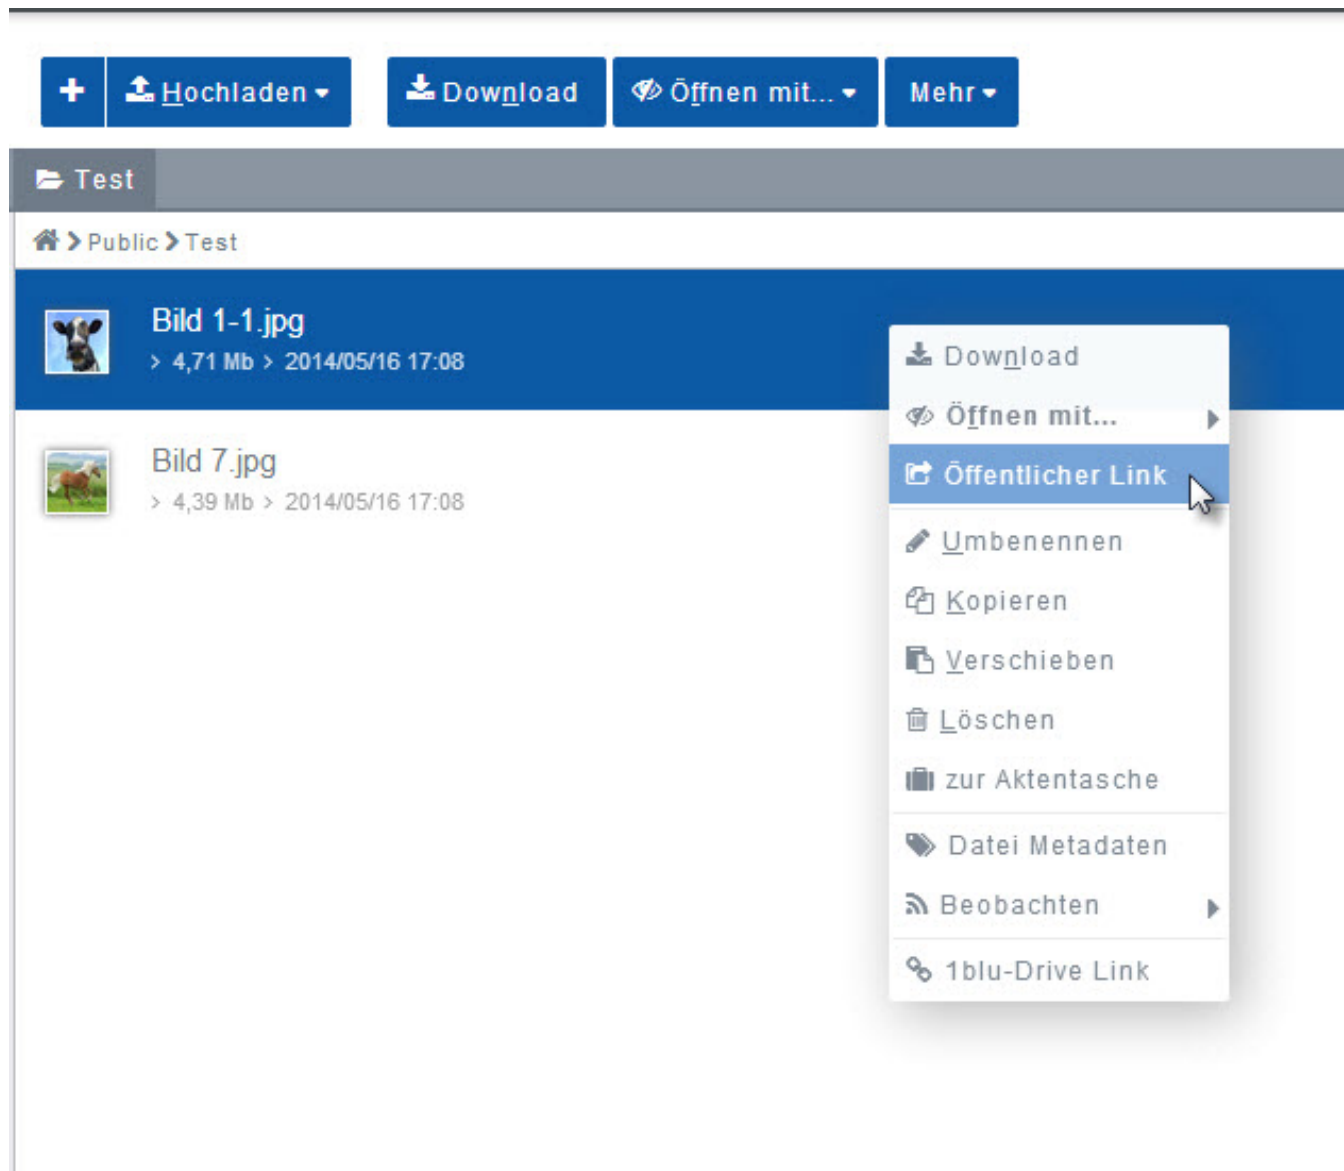 Hochladen
Download
Öffnen mit...
Mehr
Test
Public Test
Bild 1-1.jpg
> 4,71 Mb > 2014/05/16 17:08
Bild 7.jpg
> 4,39 Mb > 2014/05/16 17:08
Download
Öffnen mit...
Öffentlicher Link
Umbenennen
Kopieren
Verschieben
Löschen
zur Aktentasche
Datei Metadaten
Beobachten
1blu-Drive Link